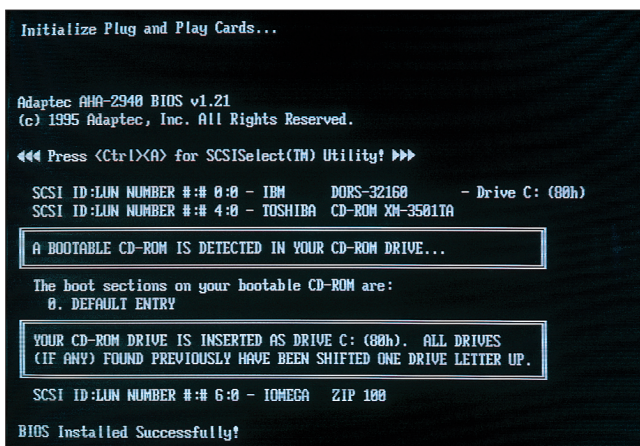 Initialize Plug and Play Cards...
Adaptec AHA-2940 BIOS v1.21
(c) 1995 Adaptec, Inc. All Rights Reserved.
◄◄◄ Press <Ctrl><A> for SCSISelect(TM) Utility! ►►►
SCSI ID:LUN NUMBER #:# 0:0 - IBM DORS-32160 - Drive C: (80h)
SCSI ID:LUN NUMBER #:# 4:0 - TOSHIBA CD-ROM XM-3501TA
A BOOTABLE CD-ROM IS DETECTED IN YOUR CD-ROM DRIVE...
The boot sections on your bootable CD-ROM are:
0. DEFAULT ENTRY
YOUR CD-ROM DRIVE IS INSERTED AS DRIVE C: (80h). ALL DRIVES
(IF ANY) FOUND PREVIOUSLY HAVE BEEN SHIFTED ONE DRIVE LETTER UP.
SCSI ID:LUN NUMBER #:# 6:0 - IOMEGA ZIP 100
BIOS Installed Successfully!